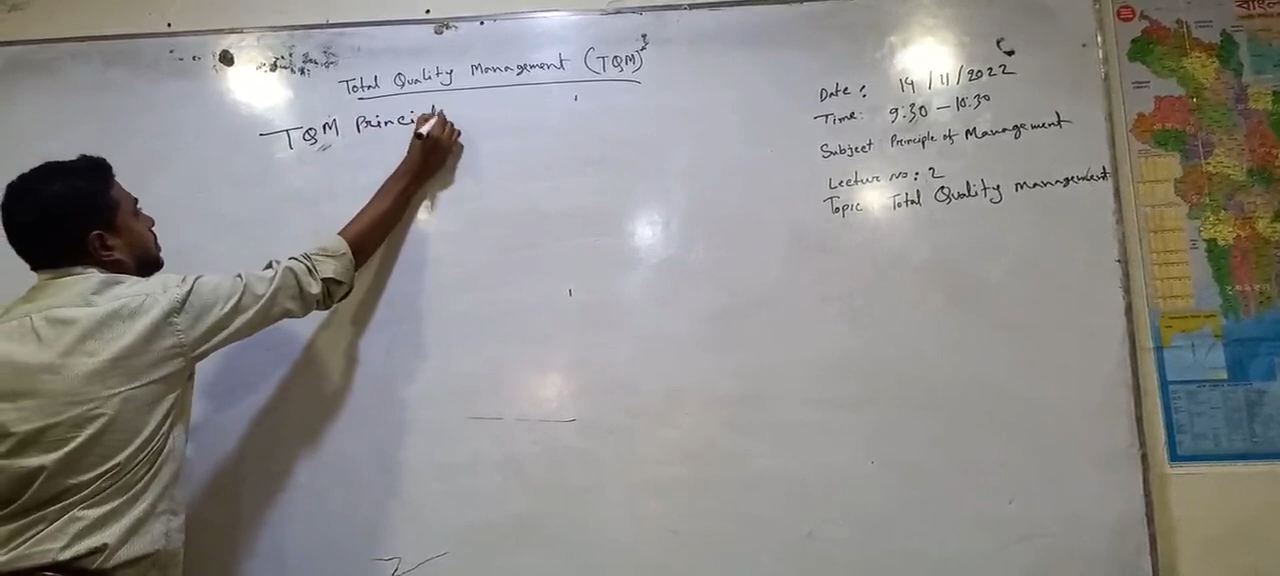 Total Quality Management (TQM)
TQM Princi
Date: 14/11/2022
Time: 9:30 - 10:30
Subject Principle of Management
Lecture No: 2
Topic Total Quality management
বাংলা